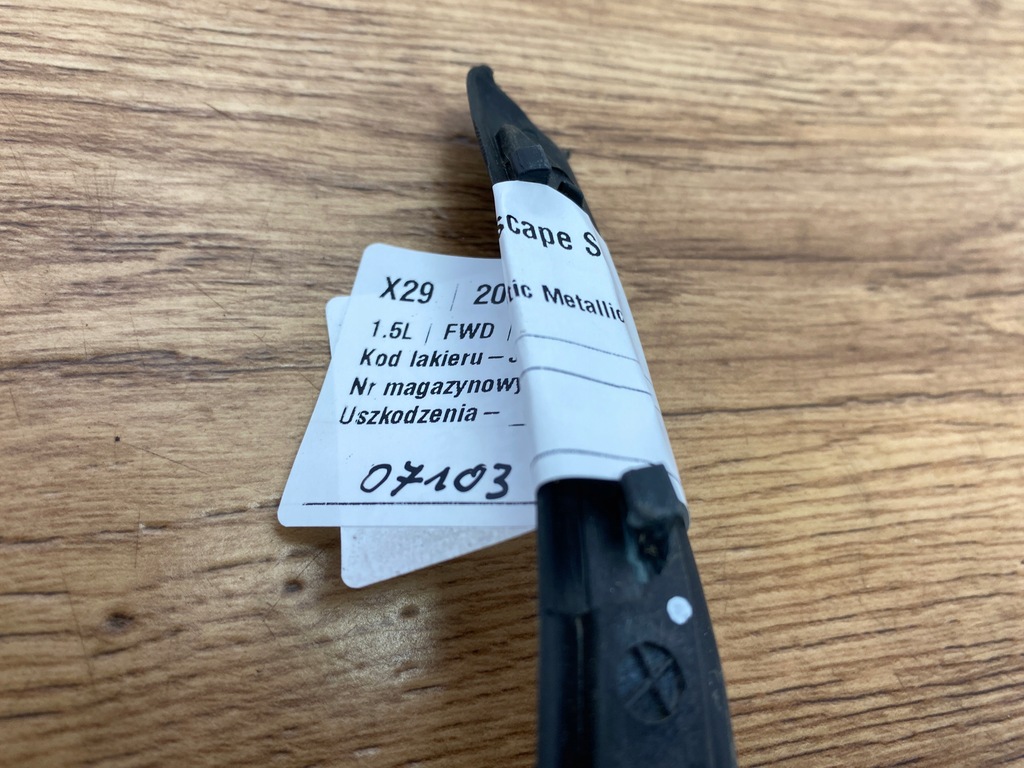 cape S
X29 | 20
ic Metallic
1.5L | FWD |
Kod lakieru –
Nr magazynowy
Uszkodzenia –
07103